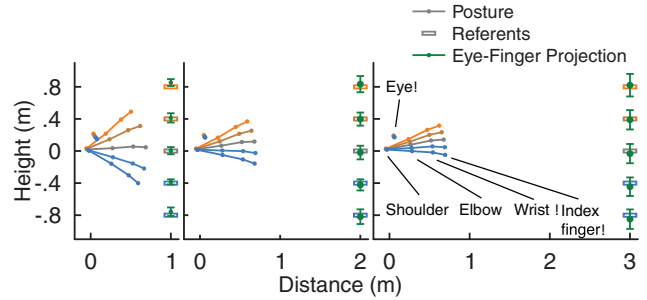 Posture
Referents
Eye-Finger Projection
Height (m)
.8
.4
0
-.4
-.8
Eye!
Shoulder
Elbow
Wrist !
Index
finger!
0 1
0 1 2
0 1 2 3
Distance (m)